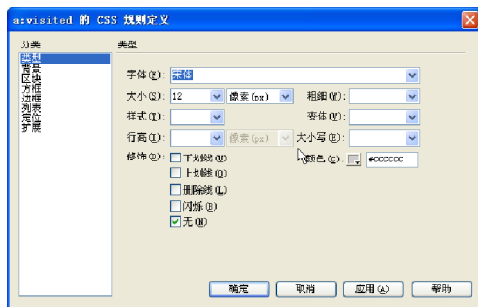 a:visited 的 CSS 规则定义
分类
类型
类型
背景
区块
方框
边框
列表
定位
扩展
字体(F): 宋体
大小(S): 12 像素(px) 粗细(W):
样式(T): 变体(V):
行高(I): 像素(px) 大小写(R):
修饰(D): 下划线(U) 颜色(C): #CCCCCC
上划线(O)
删除线(L)
闪烁(B)
无(N)
确定 取消 应用(A) 帮助